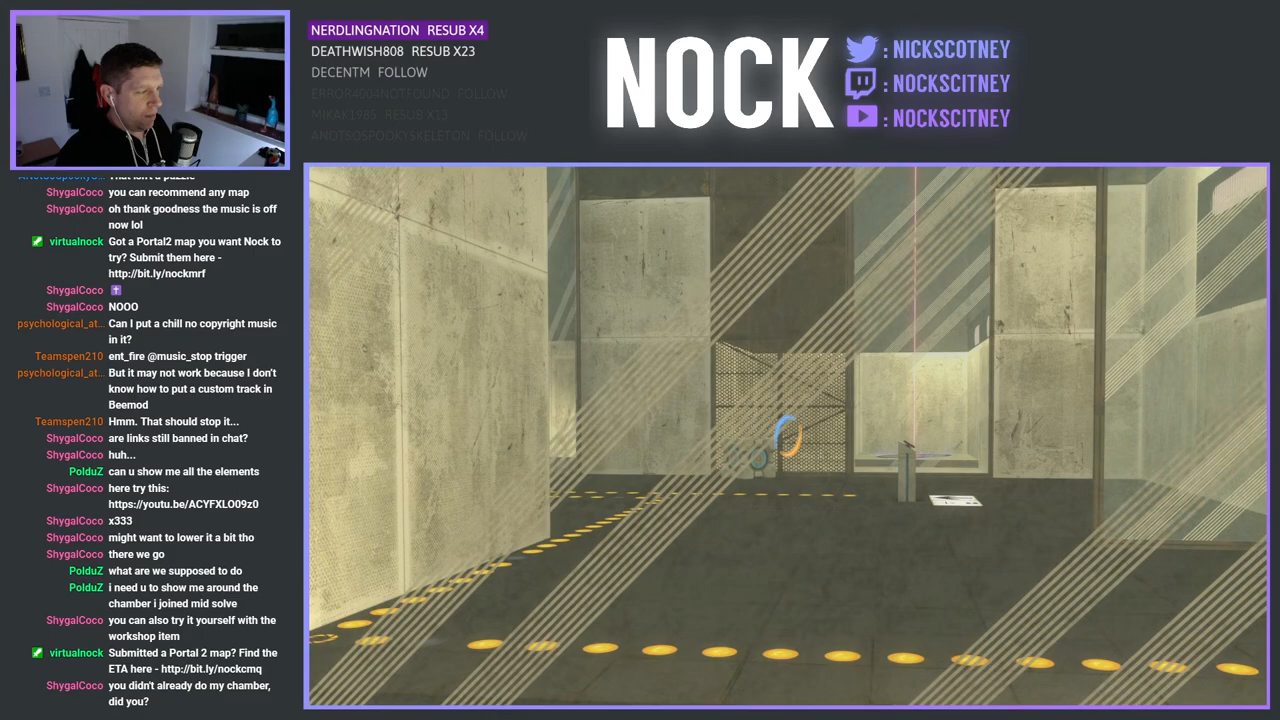 NERDLINGNATION RESUB X4
DEATHWISH808 RESUB X23
DECENTM FOLLOW
ERROR4004NOTFOUND FOLLOW
MIKAK1985 RESUB X13
ANOTSOSPOOKYSKELETON FOLLOW
NOCK
: NICKSCOTNEY
: NOCKSCITNEY
: NOCKSCITNEY
ShygalCoco you can recommend any map
ShygalCoco oh thank goodness the music is off
now lol
virtualnock Got a Portal2 map you want Nock to
try? Submit them here -
http://bit.ly/nockmrf
ShygalCoco
ShygalCoco NOOO
psychological_at... Can I put a chill no copyright music
in it?
Teamspen210 ent_fire @music_stop trigger
psychological_at... But it may not work because I don't
know how to put a custom track in
Beemod
Teamspen210 Hmm. That should stop it...
ShygalCoco are links still banned in chat?
ShygalCoco huh...
PolduZ can u show me all the elements
ShygalCoco here try this:
https://youtu.be/ACYFXLO09z0
ShygalCoco x333
ShygalCoco might want to lower it a bit tho
ShygalCoco there we go
PolduZ what are we supposed to do
PolduZ i need u to show me around the
chamber i joined mid solve
ShygalCoco you can also try it yourself with the
workshop item
virtualnock Submitted a Portal 2 map? Find the
ETA here - http://bit.ly/nockcmq
ShygalCoco you didn't already do my chamber,
did you?